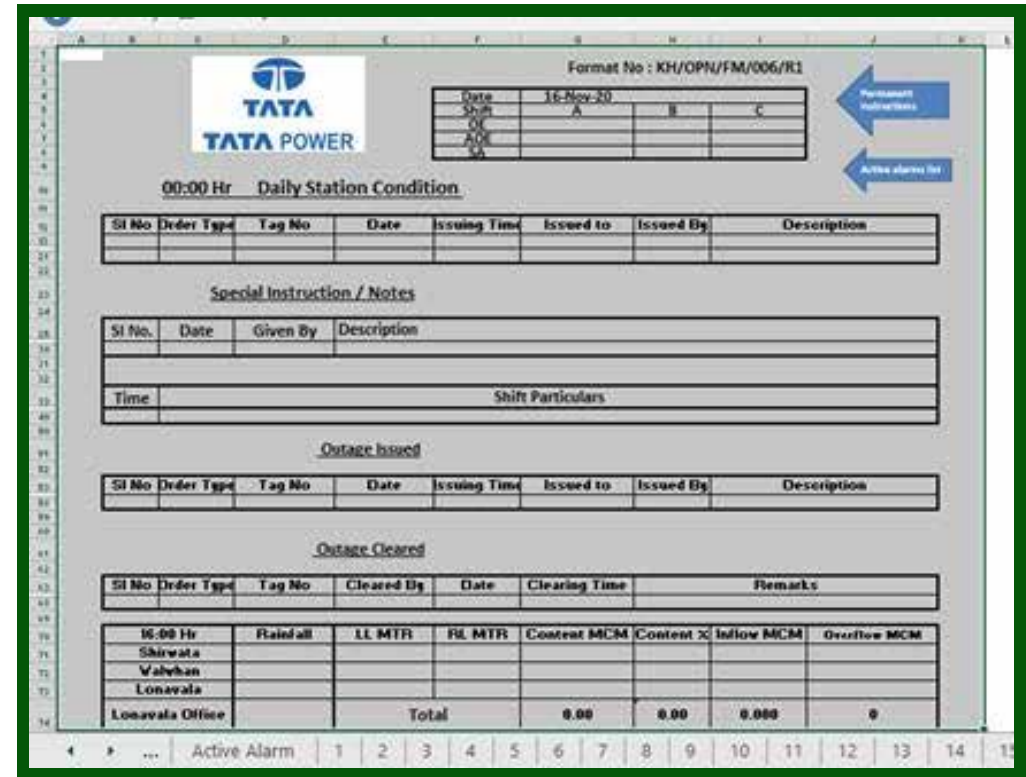 A B C D E F G H I J K
Format No : KH/OPN/FM/006/R1
TATA
TATA POWER
Date 16-Nov-20
Shift A B C
OE
AOE
SA
Permanent instructions
Active alarms list
00:00 Hr Daily Station Condition
Sl No Order Type Tag No Date Issuing Time Issued to Issued By Description
Special Instruction / Notes
SI No. Date Given By Description
Time Shift Particulars
Outage Issued
Sl No Order Type Tag No Date Issuing Time Issued to Issued By Description
Outage Cleared
Sl No Order Type Tag No Cleared By Date Clearing Time Remarks
16:00 Hr Rainfall LL MTR RL MTR Content MCM Content % Inflow MCM Overflow MCM
Shirwata
Walwhan
Lonavala
Lonavala Office Total 0.00 0.00 0.000 0
... Active Alarm 1 2 3 4 5 6 7 8 9 10 11 12 13 14 15